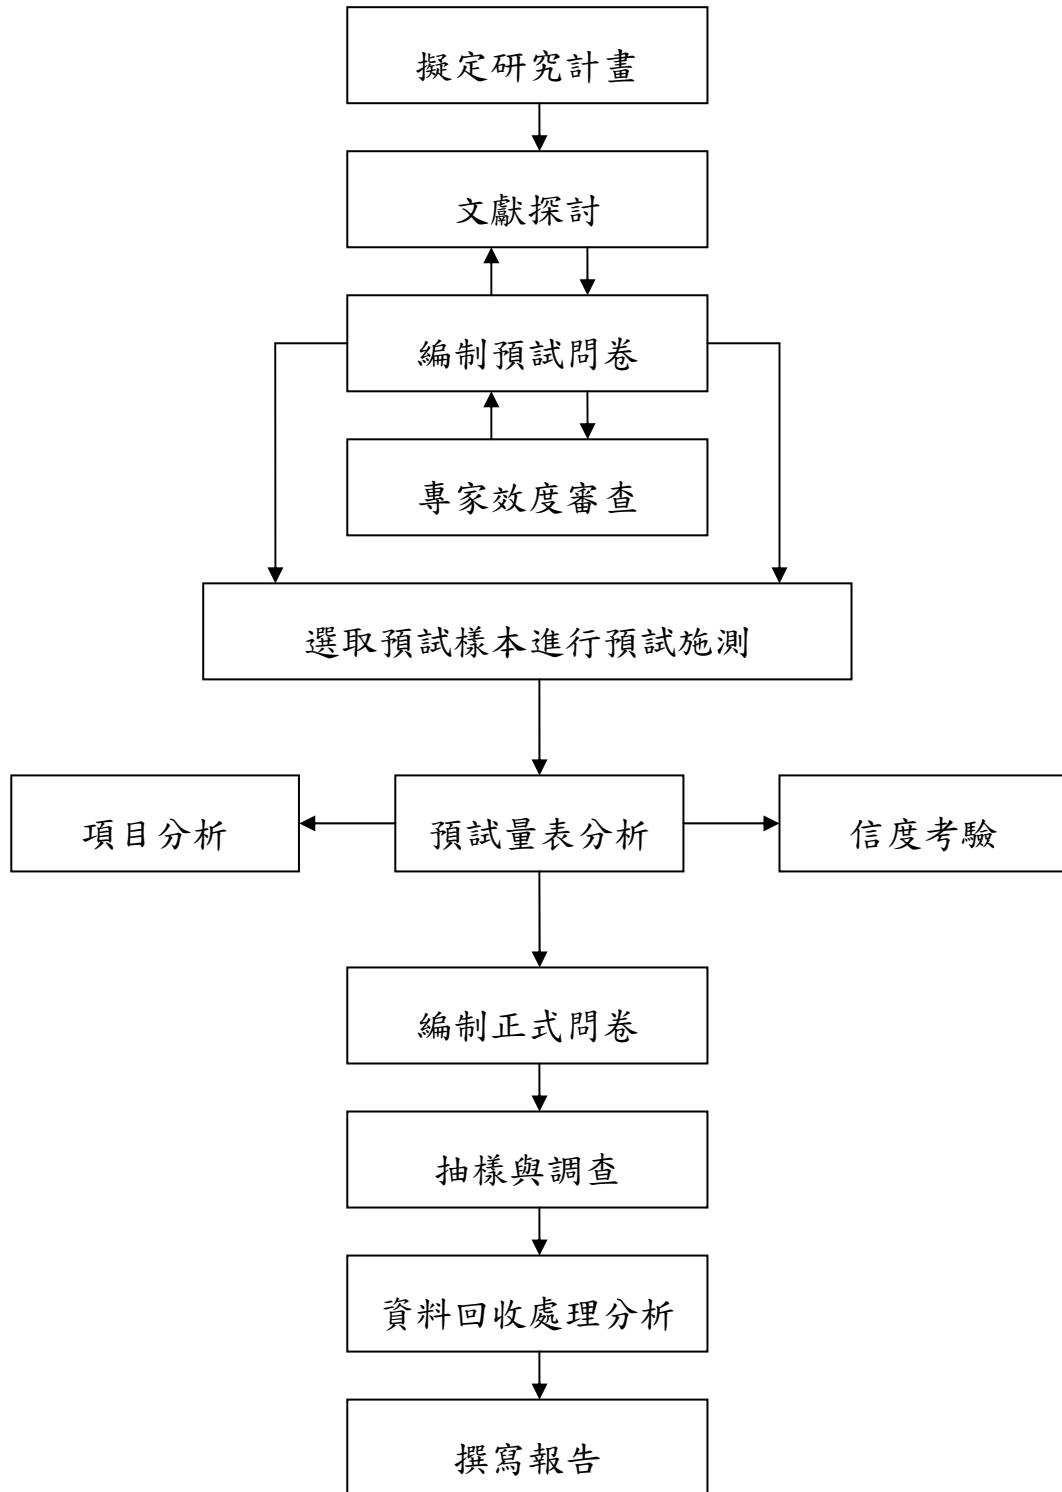 擬定研究計畫
文獻探討
編制預試問卷
專家效度審查
選取預試樣本進行預試施測
項目分析
預試量表分析
信度考驗
編制正式問卷
抽樣與調查
資料回收處理分析
撰寫報告